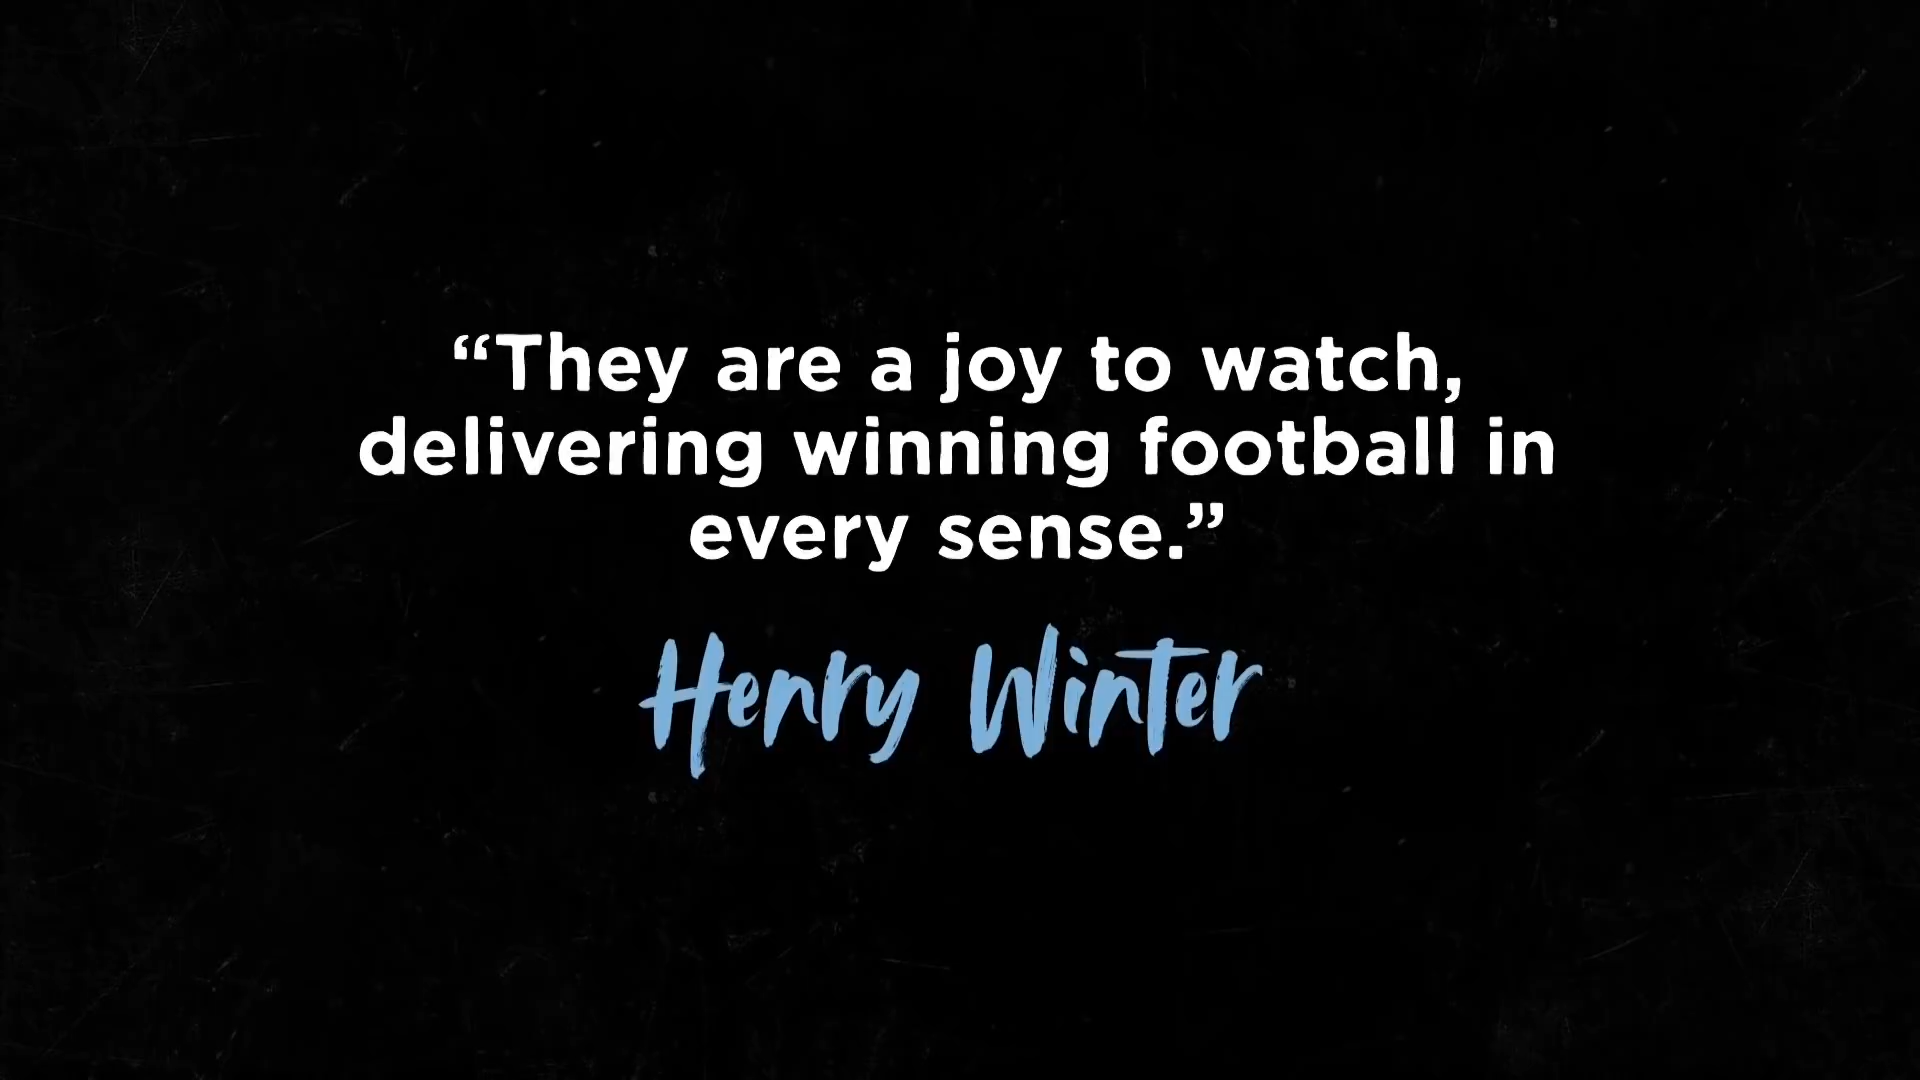 “They are a joy to watch,
delivering winning football in
every sense.”
Henry Winter